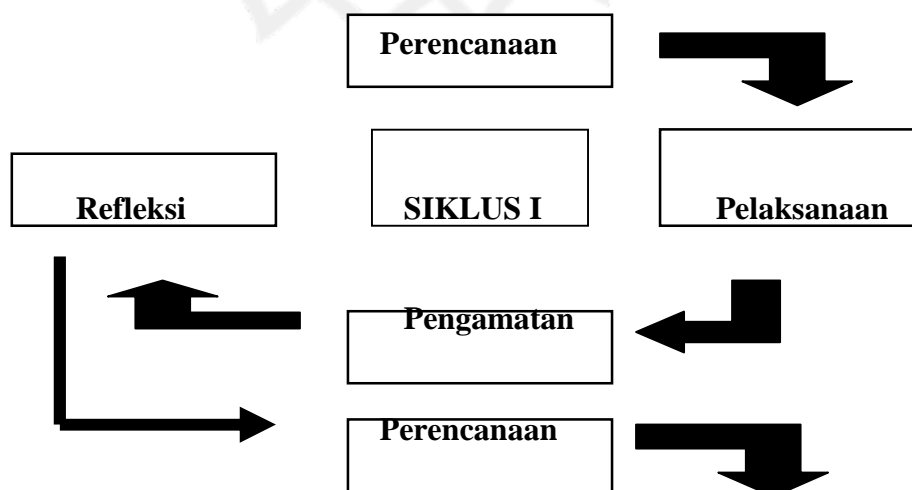 Perencanaan
Refleksi
SIKLUS I
Pelaksanaan
Pengamatan
Perencanaan